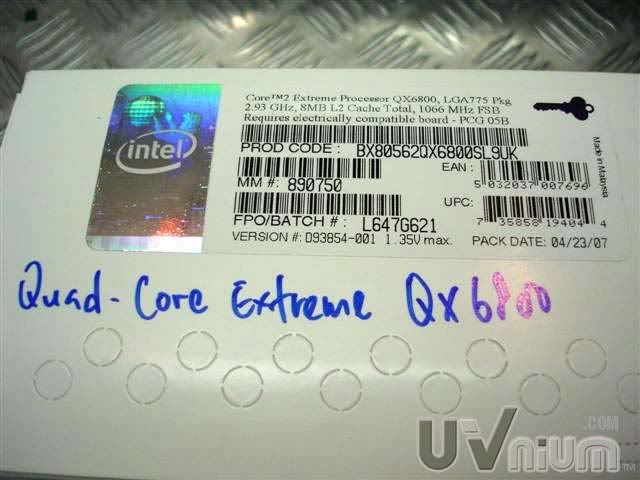 Core™2 Extreme Processor QX6800, LGA775 Pkg
2.93 GHz, 8MB L2 Cache Total, 1066 MHz FSB
Requires electrically compatible board - PCG 05B
intel
PROD CODE: BX80562QX6800SL9UK
EAN:
5 032037 007696
MM #: 890750
UPC:
7 35858 19404 4
FPO/BATCH #: L647G621
VERSION #: D93854-001 1.35V max. PACK DATE: 04/23/07
Made in Malaysia
Quad-Core Extreme QX6800
UVnium.COM™